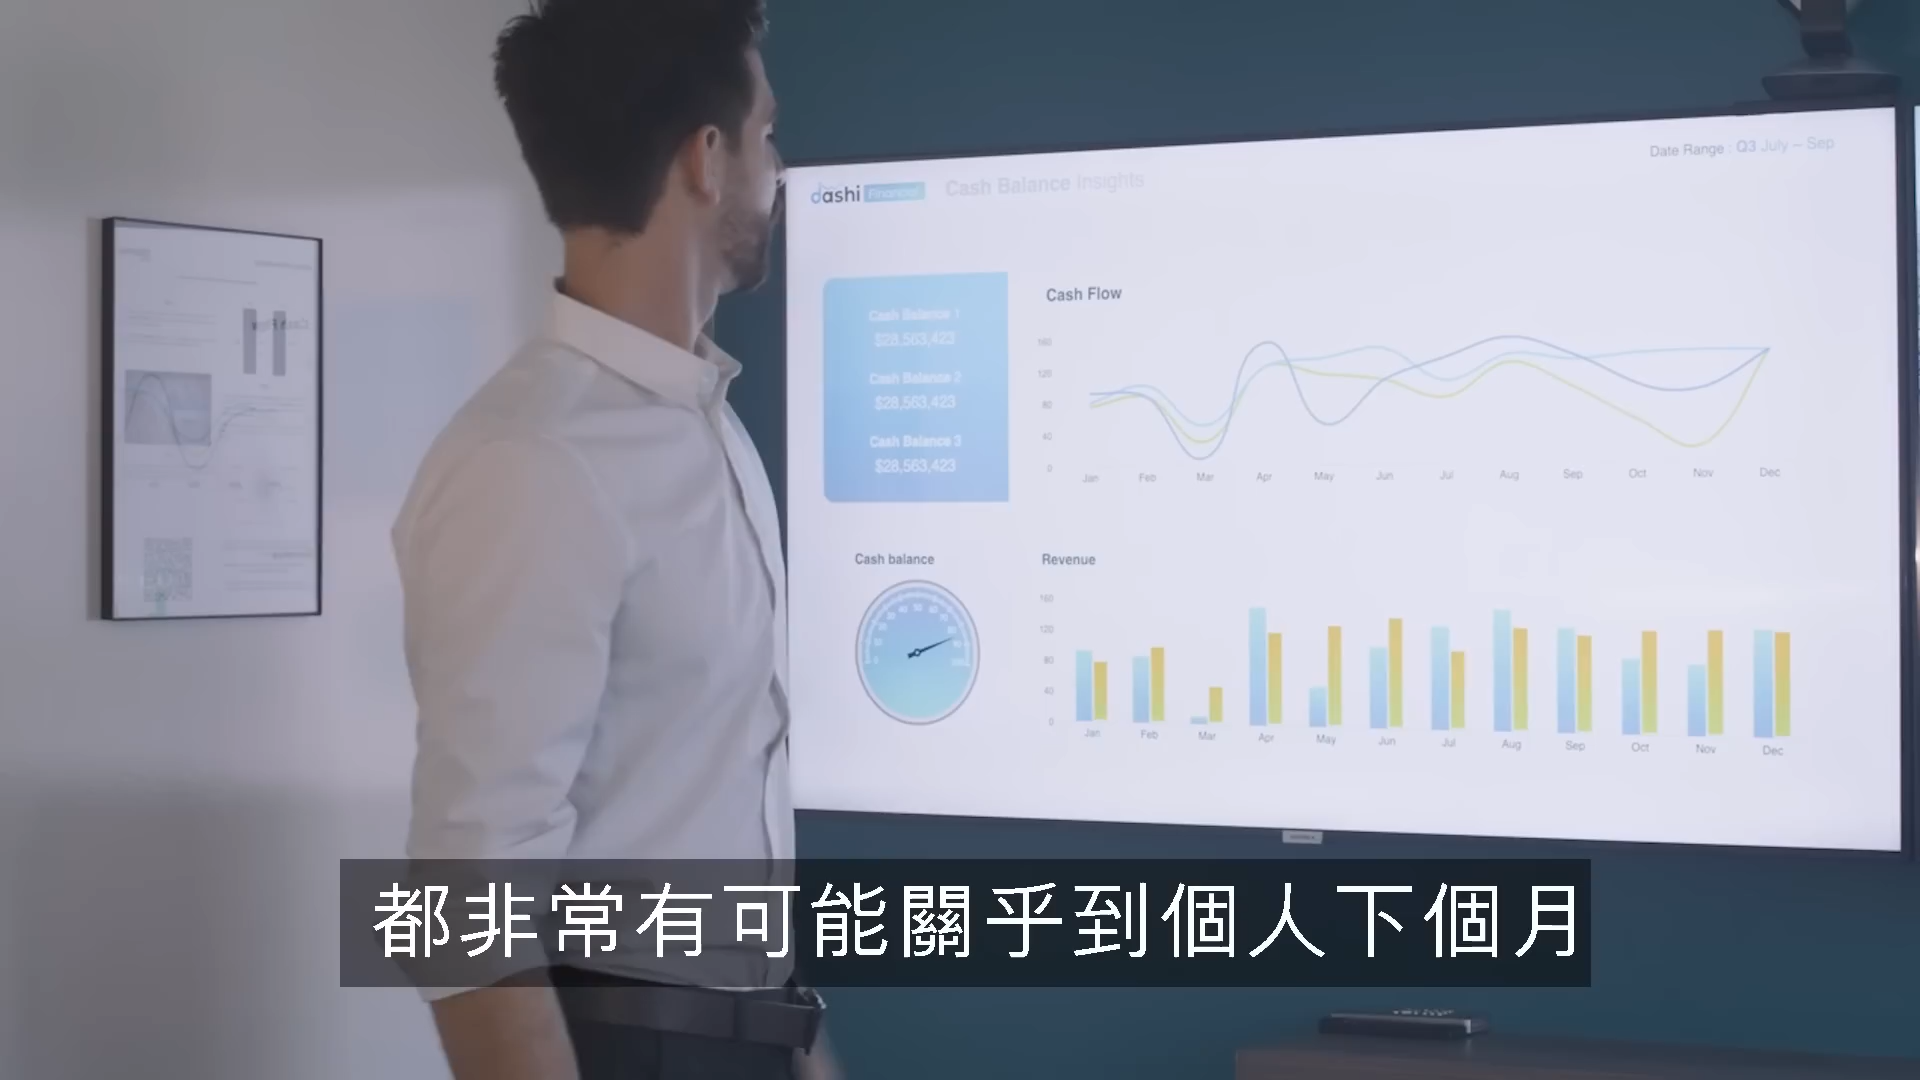 Date Range : Q3 July – Sep
dashi Financial
Cash Balance Insights
Cash Balance 1
$28,563,423
Cash Balance 2
$28,563,423
Cash Balance 3
$28,563,423
Cash Flow
160
120
80
40
0
Jan Feb Mar Apr May Jun Jul Aug Sep Oct Nov Dec
Cash balance
Revenue
160
120
80
40
0
Jan Feb Mar Apr May Jun Jul Aug Sep Oct Nov Dec
都非常有可能關乎到個人下個月